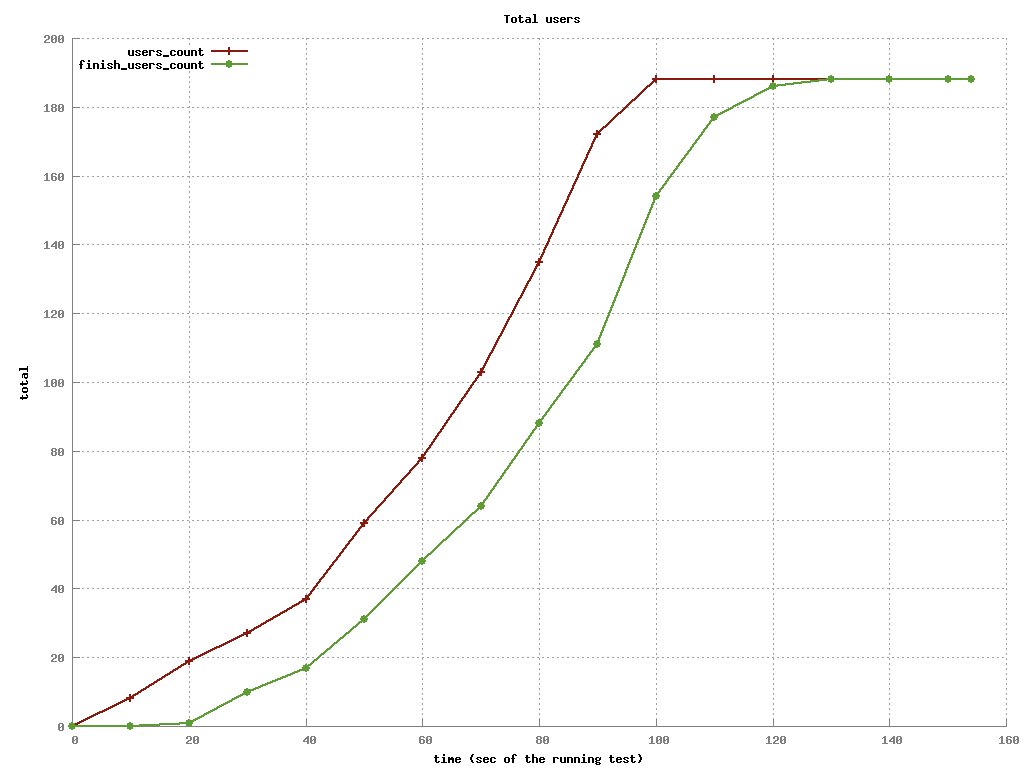 Total users
users_count
finish_users_count
200
180
160
140
120
100
80
60
40
20
0
total
0 20 40 60 80 100 120 140 160
time (sec of the running test)